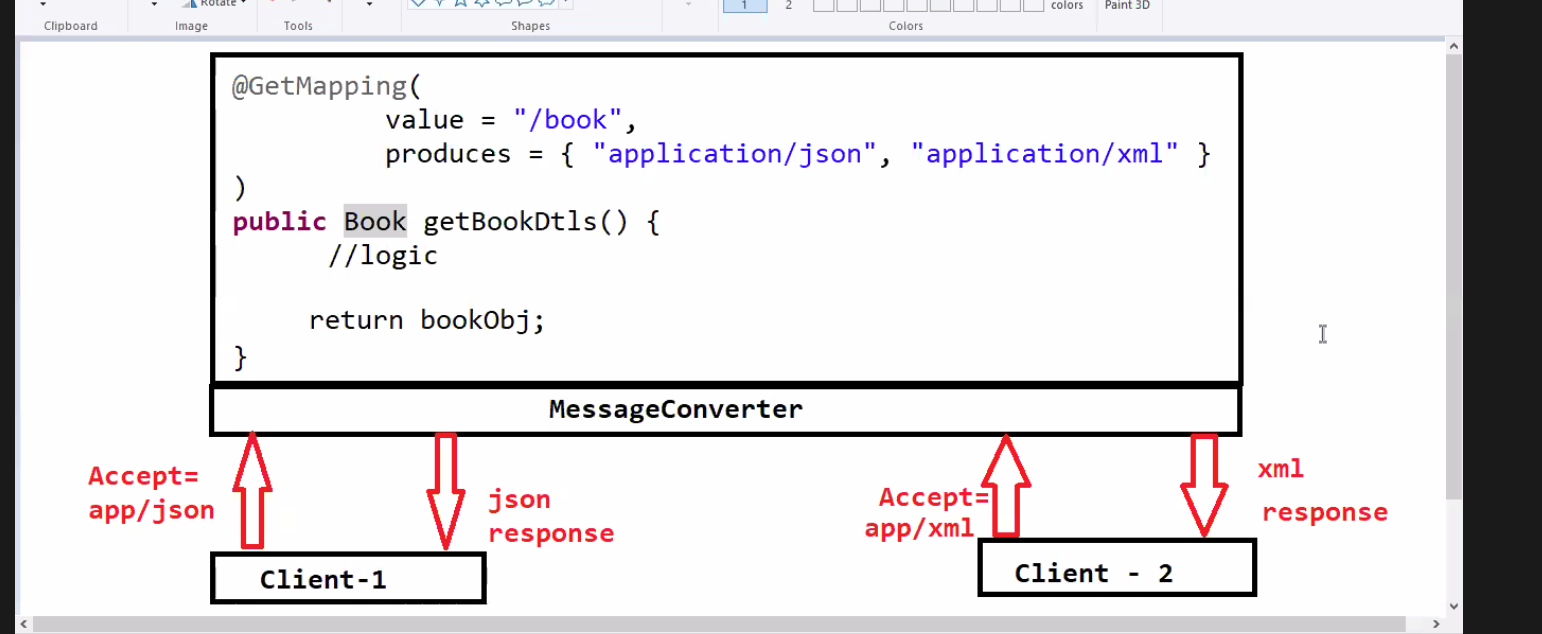 Rotate
1 2 colors Paint 3D
Clipboard Image Tools Shapes Colors
@GetMapping(
value = "/book",
produces = { "application/json", "application/xml" }
)
public Book getBookDtls() {
//logic
return bookObj;
}
MessageConverter
Accept=
app/json
json
response
Accept=
app/xml
xml
response
Client-1
Client - 2